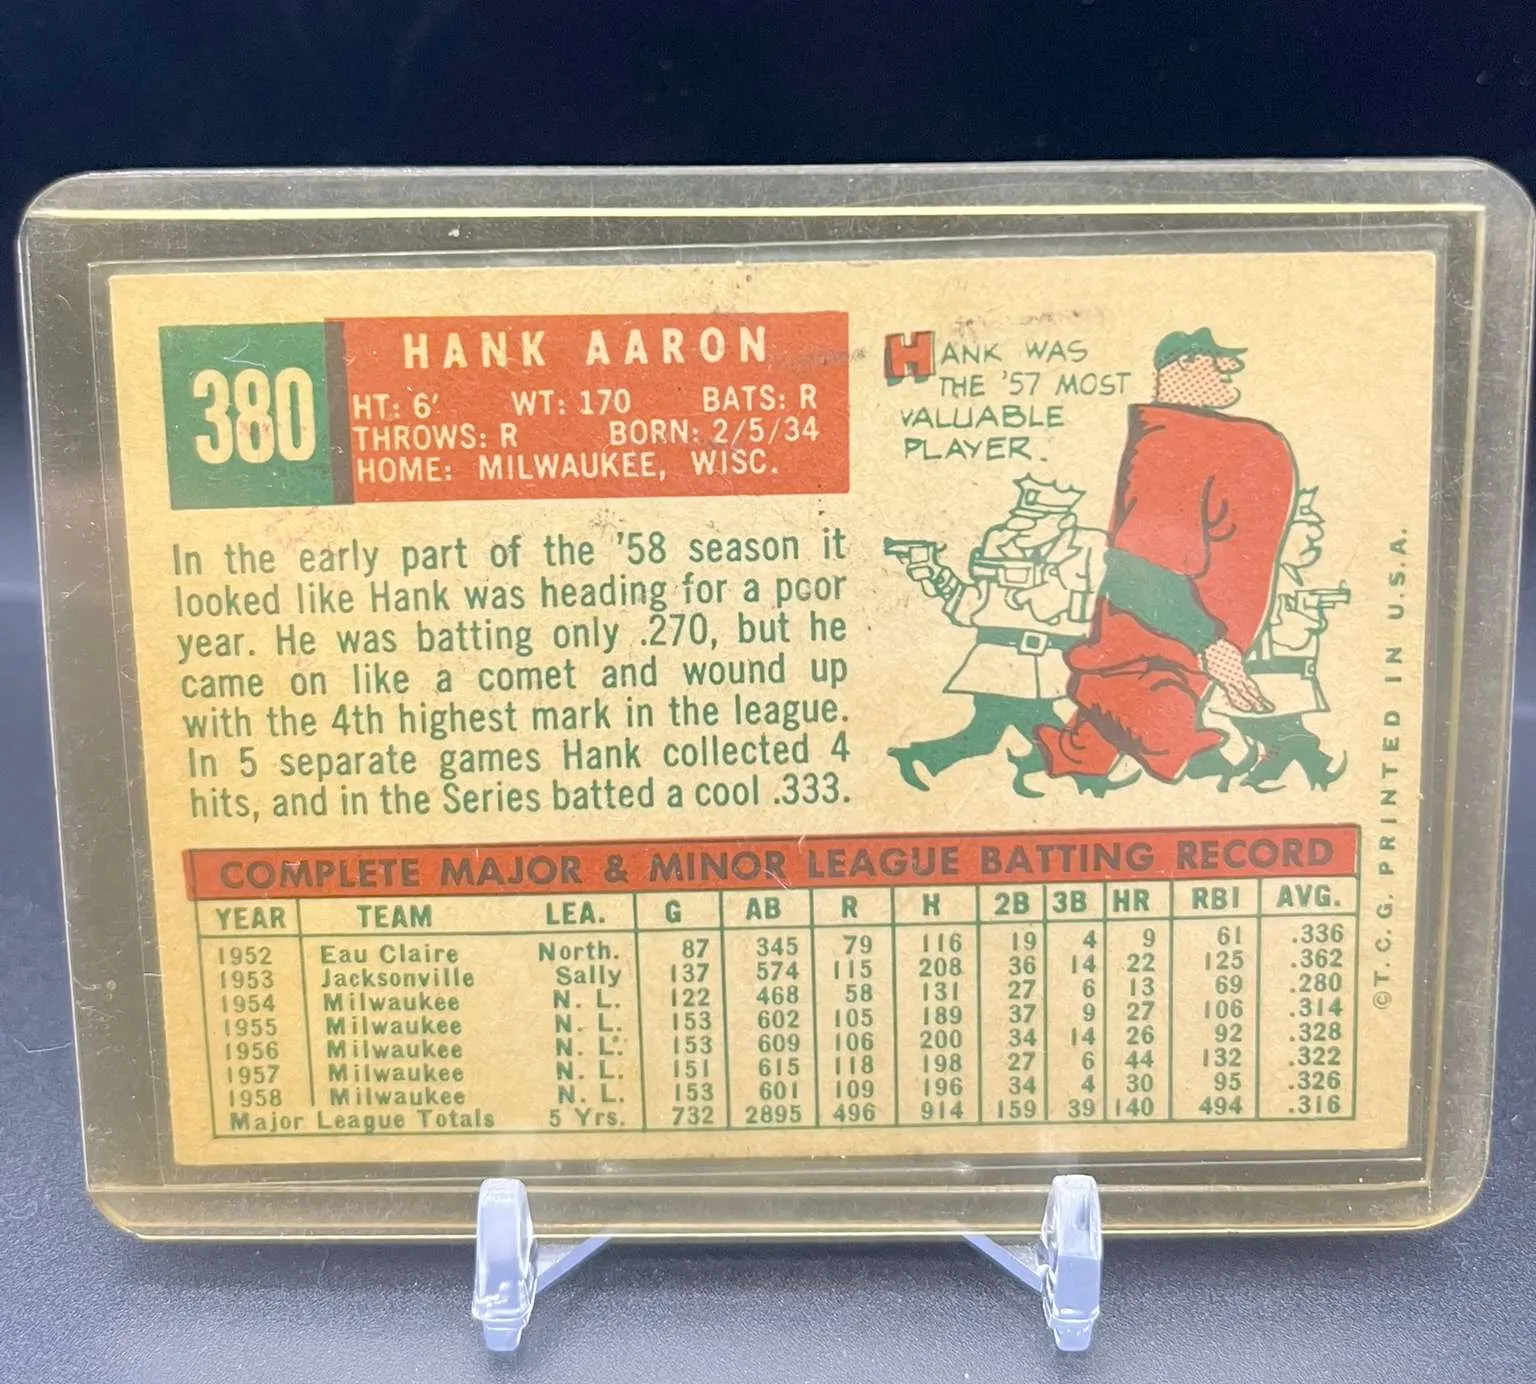 380
HANK AARON
HT: 6' WT: 170 BATS: R
THROWS: R BORN: 2/5/34
HOME: MILWAUKEE, WISC.
HANK WAS
THE '57 MOST
VALUABLE
PLAYER.
In the early part of the '58 season it
looked like Hank was heading for a pcor
year. He was batting only .270, but he
came on like a comet and wound up
with the 4th highest mark in the league.
In 5 separate games Hank collected 4
hits, and in the Series batted a cool .333.
COMPLETE MAJOR & MINOR LEAGUE BATTING RECORD
YEAR TEAM LEA. G AB R H 2B 3B HR RBI AVG.
1952 Eau Claire North. 87 345 79 116 19 4 9 61 .336
1953 Jacksonville Sally 137 574 115 208 36 14 22 125 .362
1954 Milwaukee N. L. 122 468 58 131 27 6 13 69 .280
1955 Milwaukee N. L. 153 602 105 189 37 9 27 106 .314
1956 Milwaukee N. L. 153 609 106 200 34 14 26 92 .328
1957 Milwaukee N. L. 151 615 118 198 27 6 44 132 .322
1958 Milwaukee N. L. 153 601 109 196 34 4 30 95 .326
Major League Totals 5 Yrs. 732 2895 496 914 159 39 140 494 .316
©T. C. G. PRINTED IN U.S.A.